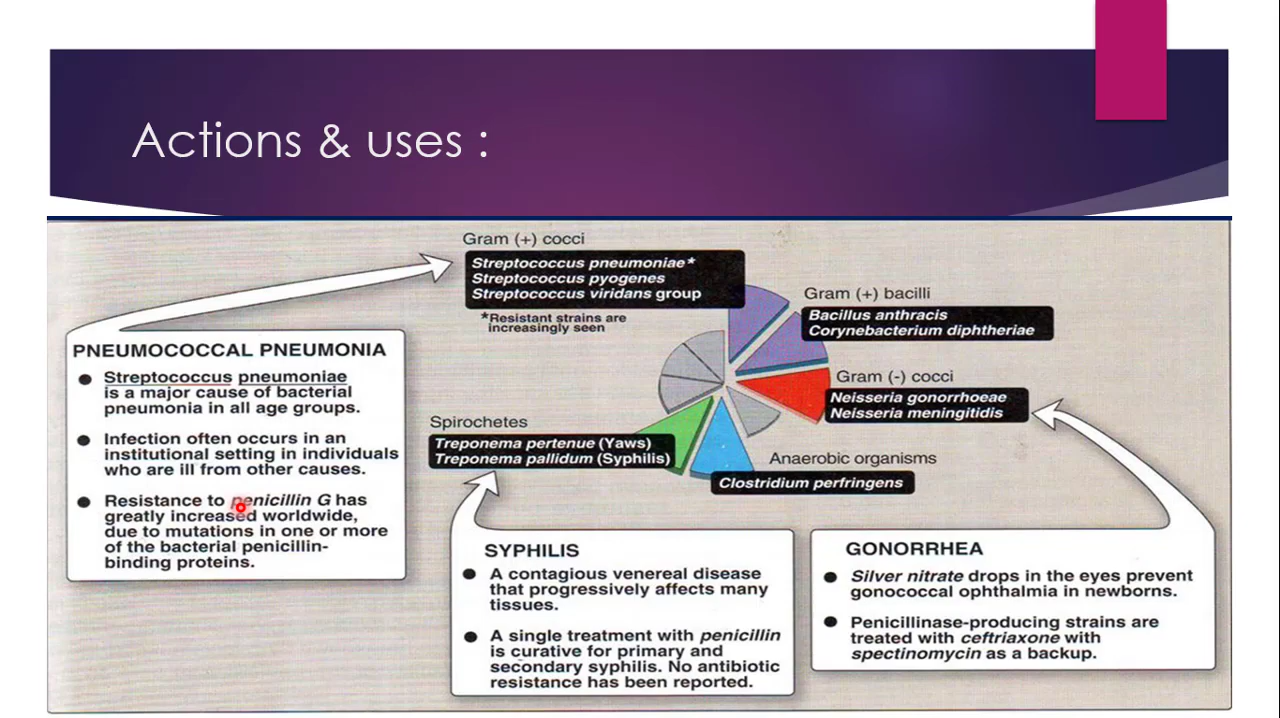 Actions & uses :
Gram (+) cocci
Streptococcus pneumoniae*
Streptococcus pyogenes
Streptococcus viridans group
*Resistant strains are
increasingly seen
Gram (+) bacilli
Bacillus anthracis
Corynebacterium diphtheriae
Gram (-) cocci
Neisseria gonorrhoeae
Neisseria meningitidis
Anaerobic organisms
Clostridium perfringens
Spirochetes
Treponema pertenue (Yaws)
Treponema pallidum (Syphilis)
PNEUMOCOCCAL PNEUMONIA
● Streptococcus pneumoniae
is a major cause of bacterial
pneumonia in all age groups.
● Infection often occurs in an
institutional setting in individuals
who are ill from other causes.
● Resistance to penicillin G has
greatly increased worldwide,
due to mutations in one or more
of the bacterial penicillin-
binding proteins.
SYPHILIS
● A contagious venereal disease
that progressively affects many
tissues.
● A single treatment with penicillin
is curative for primary and
secondary syphilis. No antibiotic
resistance has been reported.
GONORRHEA
● Silver nitrate drops in the eyes prevent
gonococcal ophthalmia in newborns.
● Penicillinase-producing strains are
treated with ceftriaxone with
spectinomycin as a backup.